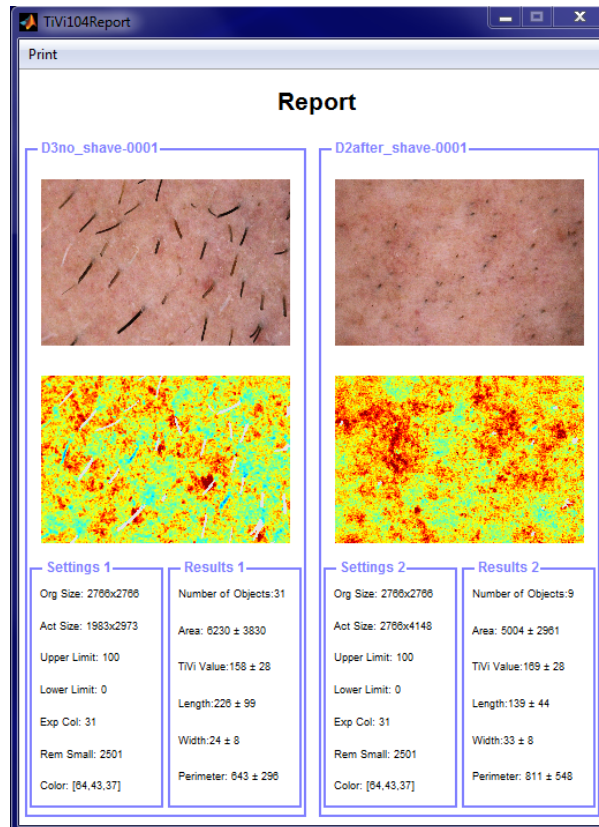 TiVi104Report
Print
Report
D3no_shave-0001
D2after_shave-0001
Settings 1
Org Size: 2766x2766
Act Size: 1983x2973
Upper Limit: 100
Lower Limit: 0
Exp Col: 31
Rem Small: 2501
Color: [64,43,37]
Results 1
Number of Objects:31
Area: 6230 ± 3830
TiVi Value:158 ± 28
Length:226 ± 99
Width:24 ± 8
Perimeter: 643 ± 296
Settings 2
Org Size: 2766x2766
Act Size: 2766x4148
Upper Limit: 100
Lower Limit: 0
Exp Col: 31
Rem Small: 2501
Color: [64,43,37]
Results 2
Number of Objects:9
Area: 5004 ± 2961
TiVi Value:169 ± 28
Length:139 ± 44
Width:33 ± 8
Perimeter: 811 ± 548